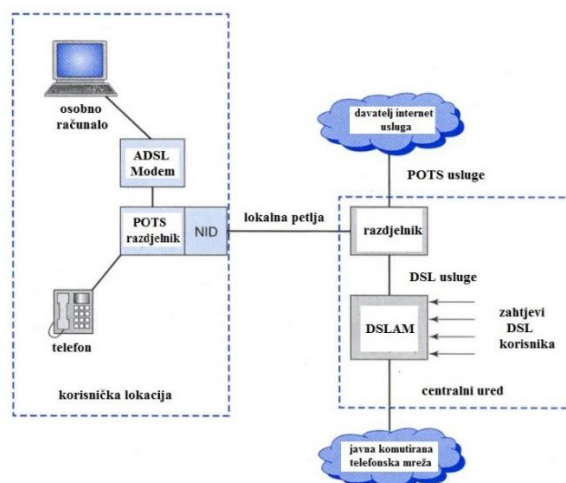 osobno
računalo
ADSL
Modem
POTS
razdjelnik
NID
telefon
korisnička lokacija
lokalna petlja
davatelj internet
usluga
POTS usluge
razdjelnik
DSL usluge
DSLAM
zahtjevi
DSL
korisnika
centralni ured
javna komutirana
telefonska mreža